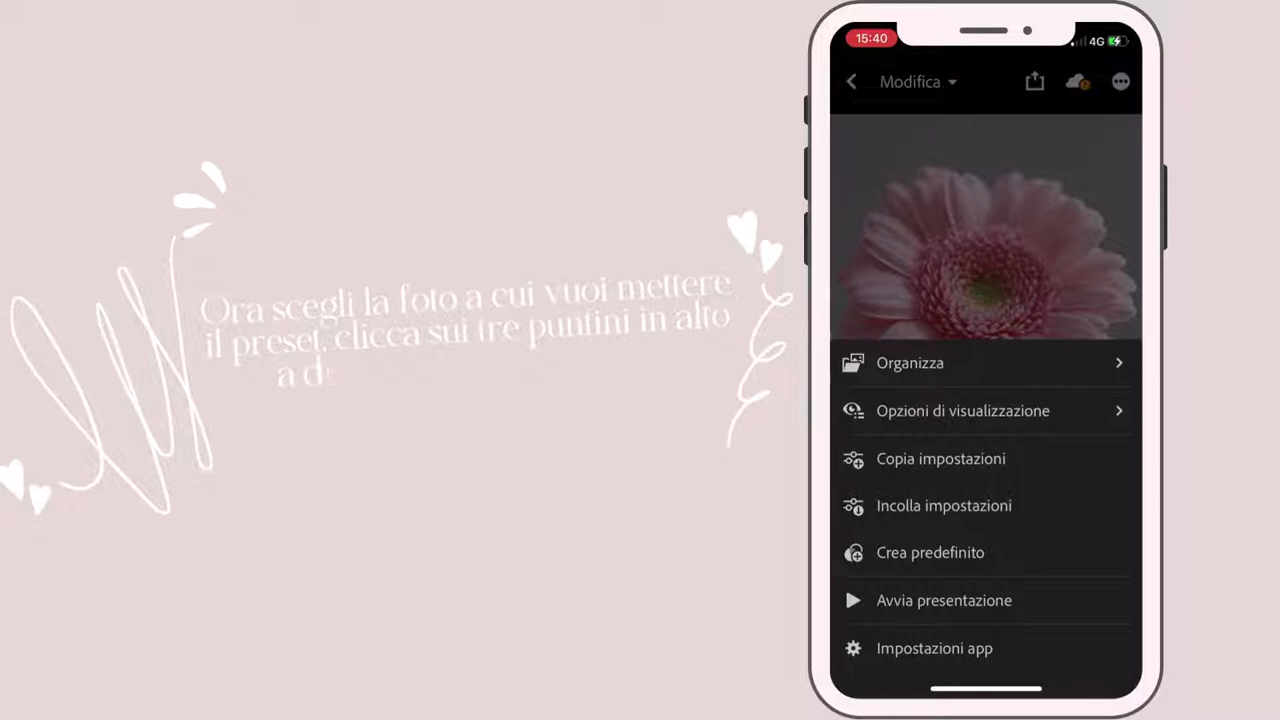 Ora scegli la foto a cui vuoi mettere
il preset, clicca sui tre puntini in alto
a d
15:40
4G
Modifica
Organizza
Opzioni di visualizzazione
Copia impostazioni
Incolla impostazioni
Crea predefinito
Avvia presentazione
Impostazioni app